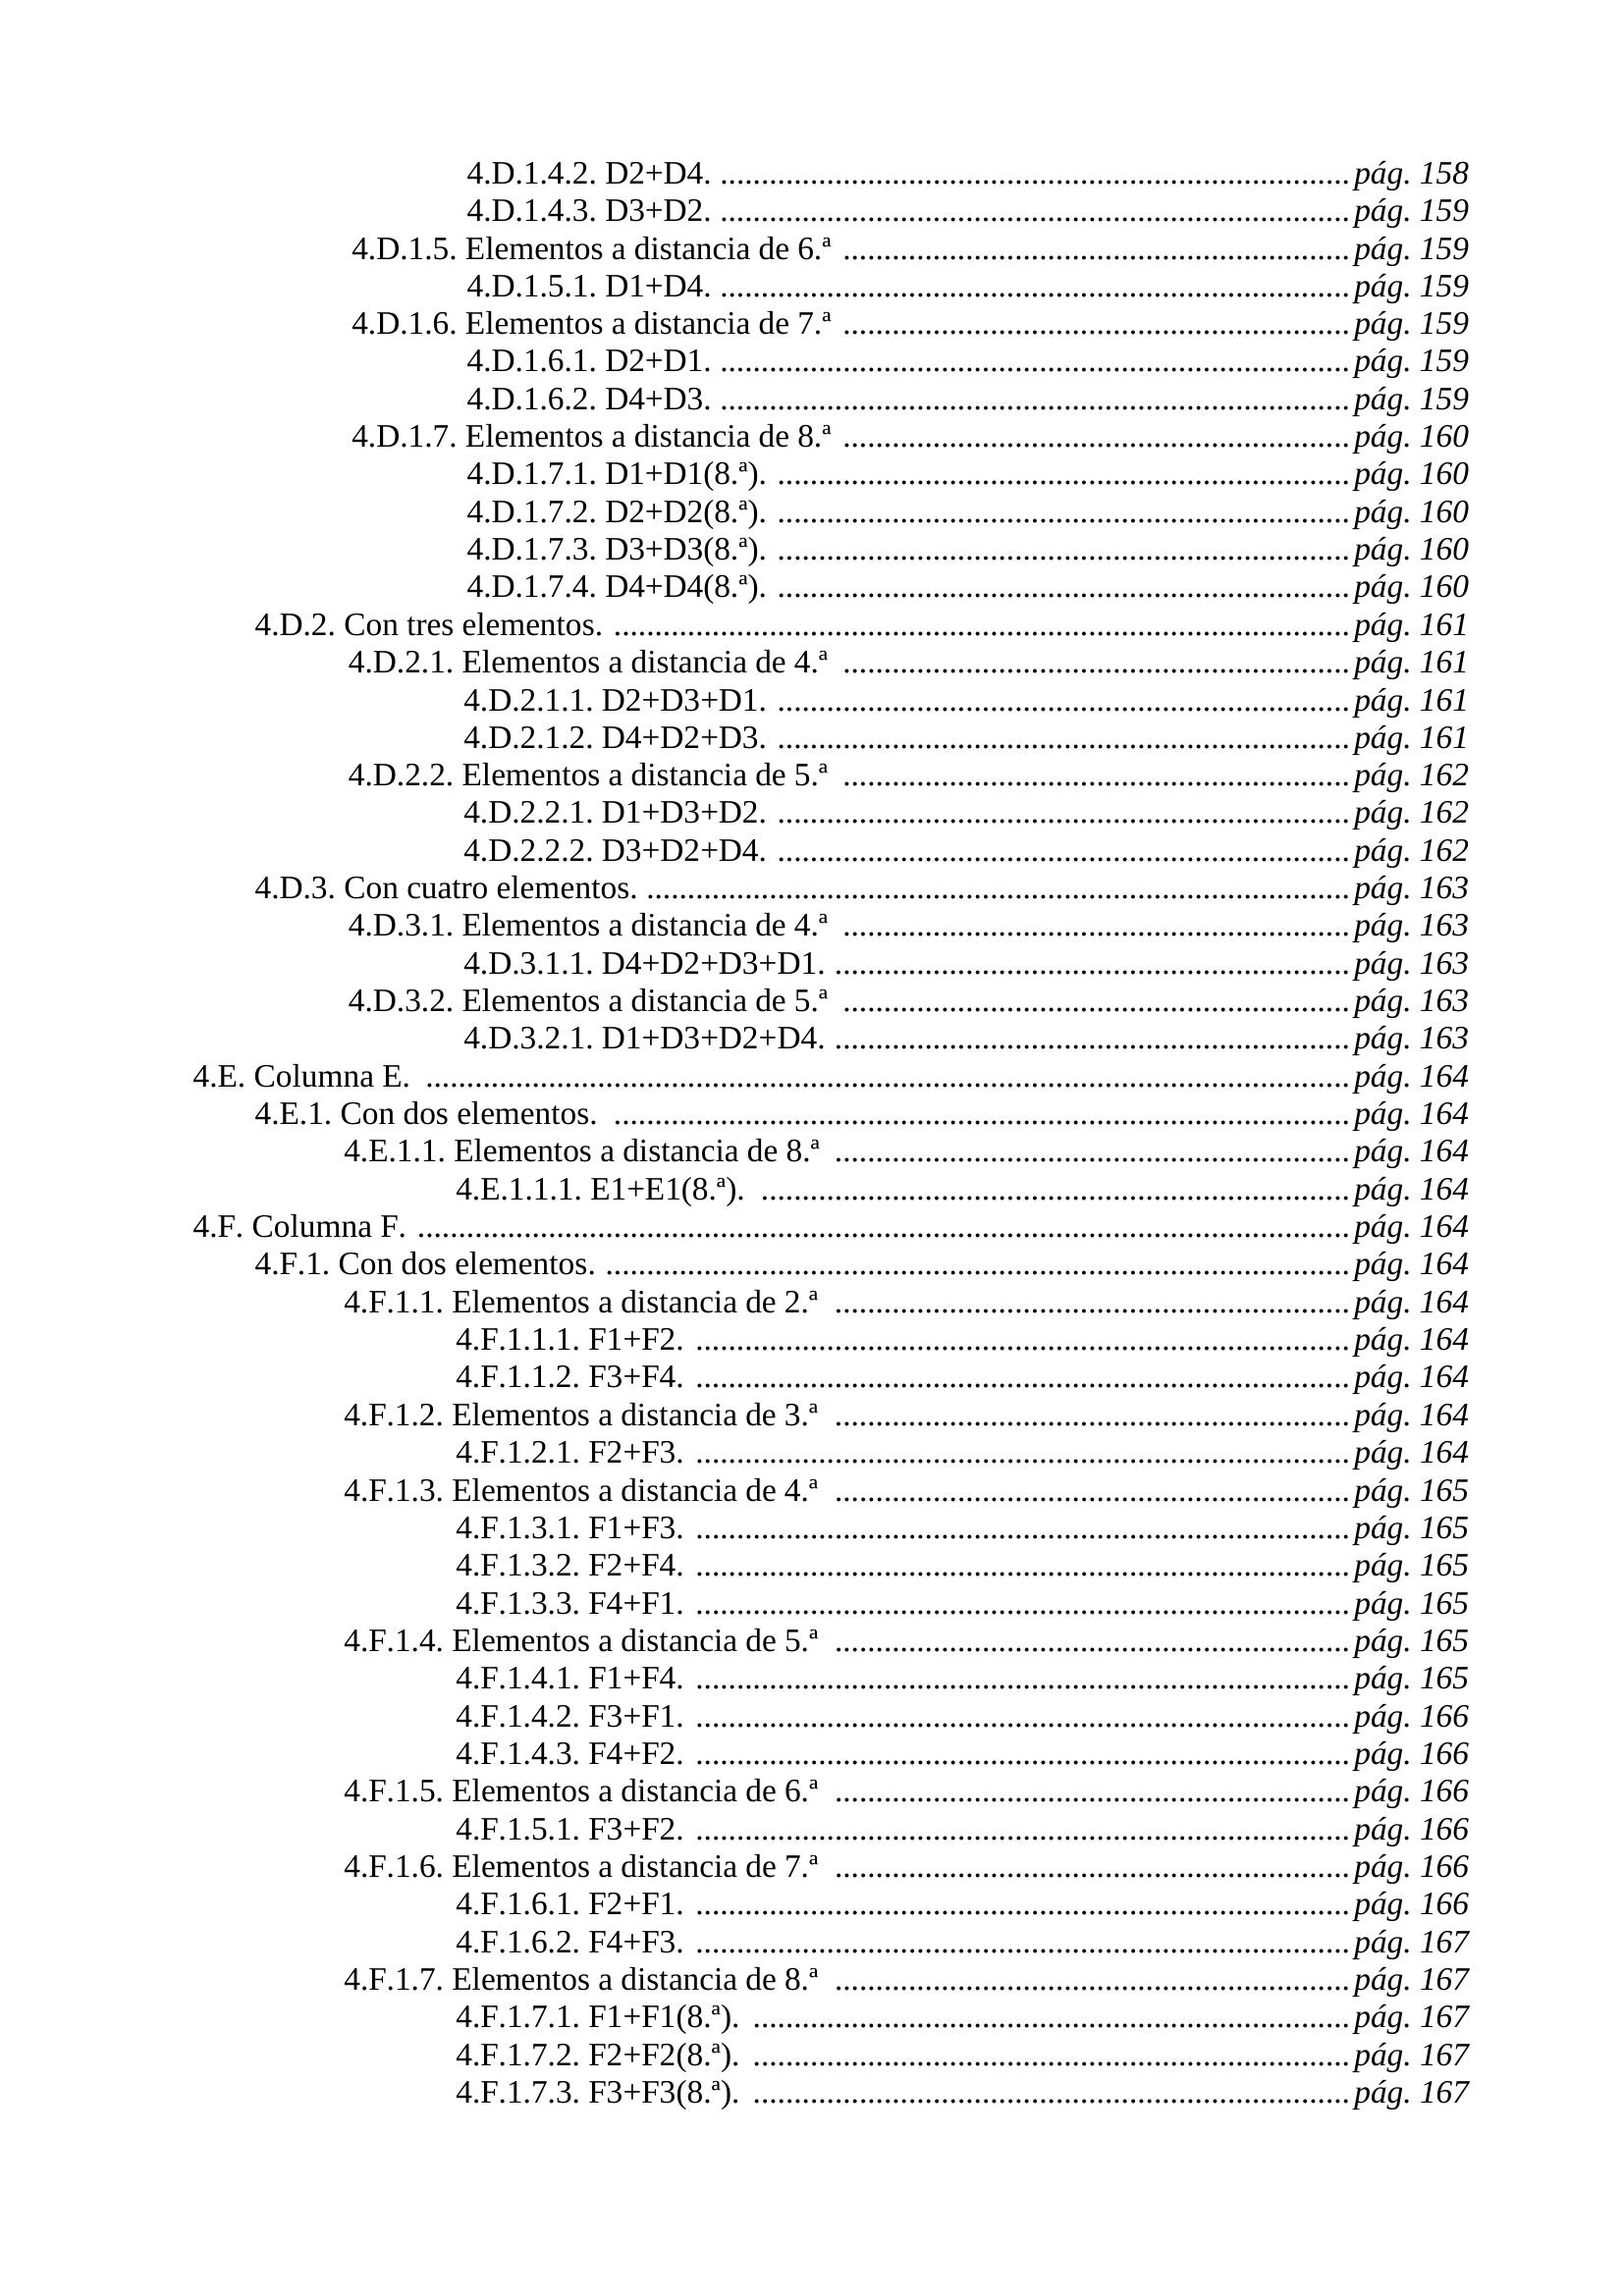 4.D.1.4.2. D2+D4. ............................................................................. pág. 158
4.D.1.4.3. D3+D2. ............................................................................. pág. 159
4.D.1.5. Elementos a distancia de 6.ª .............................................................. pág. 159
4.D.1.5.1. D1+D4. ............................................................................. pág. 159
4.D.1.6. Elementos a distancia de 7.ª .............................................................. pág. 159
4.D.1.6.1. D2+D1. ............................................................................. pág. 159
4.D.1.6.2. D4+D3. ............................................................................. pág. 159
4.D.1.7. Elementos a distancia de 8.ª .............................................................. pág. 160
4.D.1.7.1. D1+D1(8.ª). ...................................................................... pág. 160
4.D.1.7.2. D2+D2(8.ª). ...................................................................... pág. 160
4.D.1.7.3. D3+D3(8.ª). ...................................................................... pág. 160
4.D.1.7.4. D4+D4(8.ª). ...................................................................... pág. 160
4.D.2. Con tres elementos. .......................................................................................... pág. 161
4.D.2.1. Elementos a distancia de 4.ª .............................................................. pág. 161
4.D.2.1.1. D2+D3+D1. ...................................................................... pág. 161
4.D.2.1.2. D4+D2+D3. ...................................................................... pág. 161
4.D.2.2. Elementos a distancia de 5.ª .............................................................. pág. 162
4.D.2.2.1. D1+D3+D2. ...................................................................... pág. 162
4.D.2.2.2. D3+D2+D4. ...................................................................... pág. 162
4.D.3. Con cuatro elementos. ...................................................................................... pág. 163
4.D.3.1. Elementos a distancia de 4.ª .............................................................. pág. 163
4.D.3.1.1. D4+D2+D3+D1. ............................................................... pág. 163
4.D.3.2. Elementos a distancia de 5.ª .............................................................. pág. 163
4.D.3.2.1. D1+D3+D2+D4. ............................................................... pág. 163
4.E. Columna E. ................................................................................................................. pág. 164
4.E.1. Con dos elementos. .......................................................................................... pág. 164
4.E.1.1. Elementos a distancia de 8.ª ............................................................... pág. 164
4.E.1.1.1. E1+E1(8.ª). ........................................................................ pág. 164
4.F. Columna F. .................................................................................................................. pág. 164
4.F.1. Con dos elementos. ........................................................................................... pág. 164
4.F.1.1. Elementos a distancia de 2.ª ............................................................... pág. 164
4.F.1.1.1. F1+F2. ................................................................................ pág. 164
4.F.1.1.2. F3+F4. ................................................................................ pág. 164
4.F.1.2. Elementos a distancia de 3.ª ............................................................... pág. 164
4.F.1.2.1. F2+F3. ................................................................................ pág. 164
4.F.1.3. Elementos a distancia de 4.ª ............................................................... pág. 165
4.F.1.3.1. F1+F3. ................................................................................ pág. 165
4.F.1.3.2. F2+F4. ................................................................................ pág. 165
4.F.1.3.3. F4+F1. ................................................................................ pág. 165
4.F.1.4. Elementos a distancia de 5.ª ............................................................... pág. 165
4.F.1.4.1. F1+F4. ................................................................................ pág. 165
4.F.1.4.2. F3+F1. ................................................................................ pág. 166
4.F.1.4.3. F4+F2. ................................................................................ pág. 166
4.F.1.5. Elementos a distancia de 6.ª ............................................................... pág. 166
4.F.1.5.1. F3+F2. ................................................................................ pág. 166
4.F.1.6. Elementos a distancia de 7.ª ............................................................... pág. 166
4.F.1.6.1. F2+F1. ................................................................................ pág. 166
4.F.1.6.2. F4+F3. ................................................................................ pág. 167
4.F.1.7. Elementos a distancia de 8.ª ............................................................... pág. 167
4.F.1.7.1. F1+F1(8.ª). ......................................................................... pág. 167
4.F.1.7.2. F2+F2(8.ª). ......................................................................... pág. 167
4.F.1.7.3. F3+F3(8.ª). ......................................................................... pág. 167